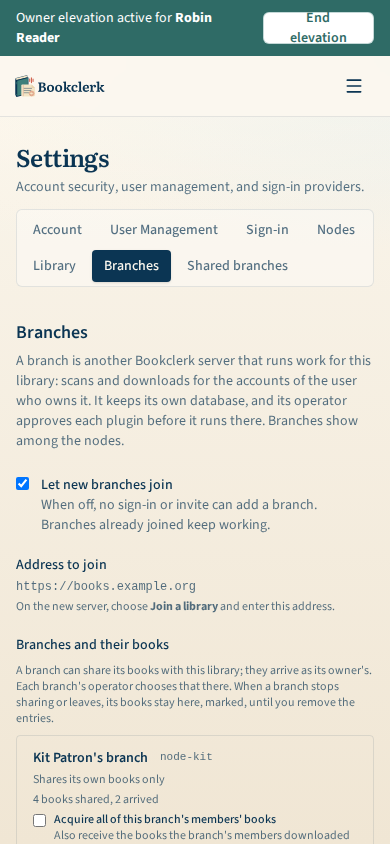 Owner elevation active for Robin
Reader
End
elevation
Bookclerk
Settings
Account security, user management, and sign-in providers.
Account User Management Sign-in Nodes
Library Branches Shared branches
Branches
A branch is another Bookclerk server that runs work for this
library: scans and downloads for the accounts of the user
who owns it. It keeps its own database, and its operator
approves each plugin before it runs there. Branches show
among the nodes.
Let new branches join
When off, no sign-in or invite can add a branch.
Branches already joined keep working.
Address to join
https://books.example.org
On the new server, choose Join a library and enter this address.
Branches and their books
A branch can share its books with this library; they arrive as its owner's.
Each branch's operator chooses that there. When a branch stops
sharing or leaves, its books stay here, marked, until you remove the
entries.
Kit Patron's branch node-kit
Shares its own books only
4 books shared, 2 arrived
Acquire all of this branch's members' books
Also receive the books the branch's members downloaded